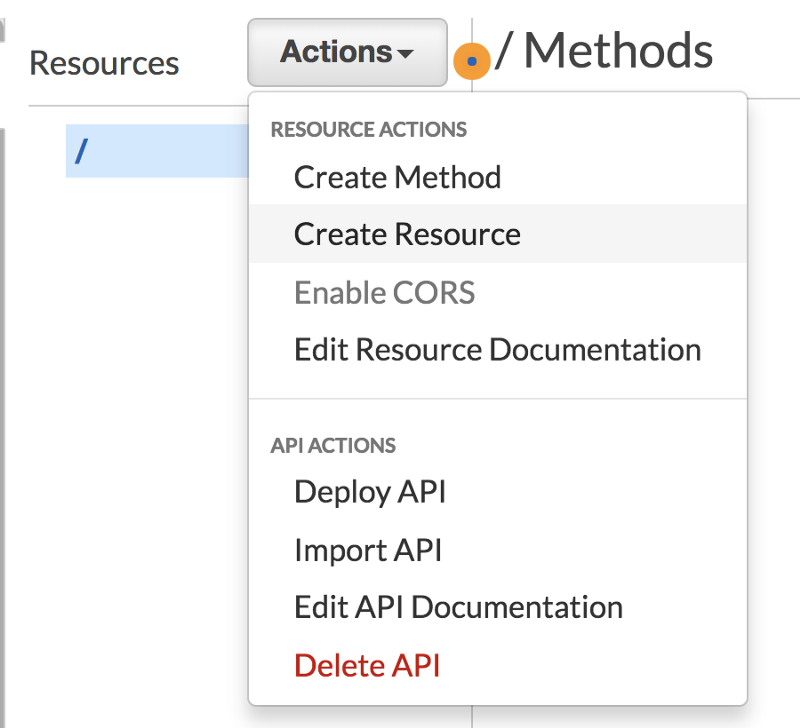 Resources
Actions
/ Methods
/
RESOURCE ACTIONS
Create Method
Create Resource
Enable CORS
Edit Resource Documentation
API ACTIONS
Deploy API
Import API
Edit API Documentation
Delete API